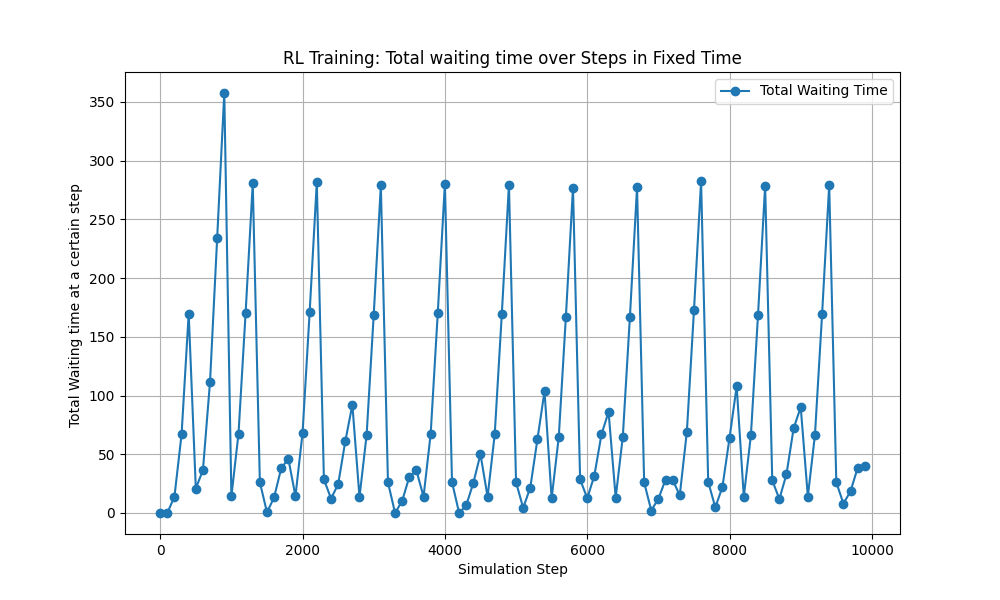 RL Training: Total waiting time over Steps in Fixed Time
Total Waiting Time
Total Waiting time at a certain step
350
300
250
200
150
100
50
0
0 2000 4000 6000 8000 10000
Simulation Step